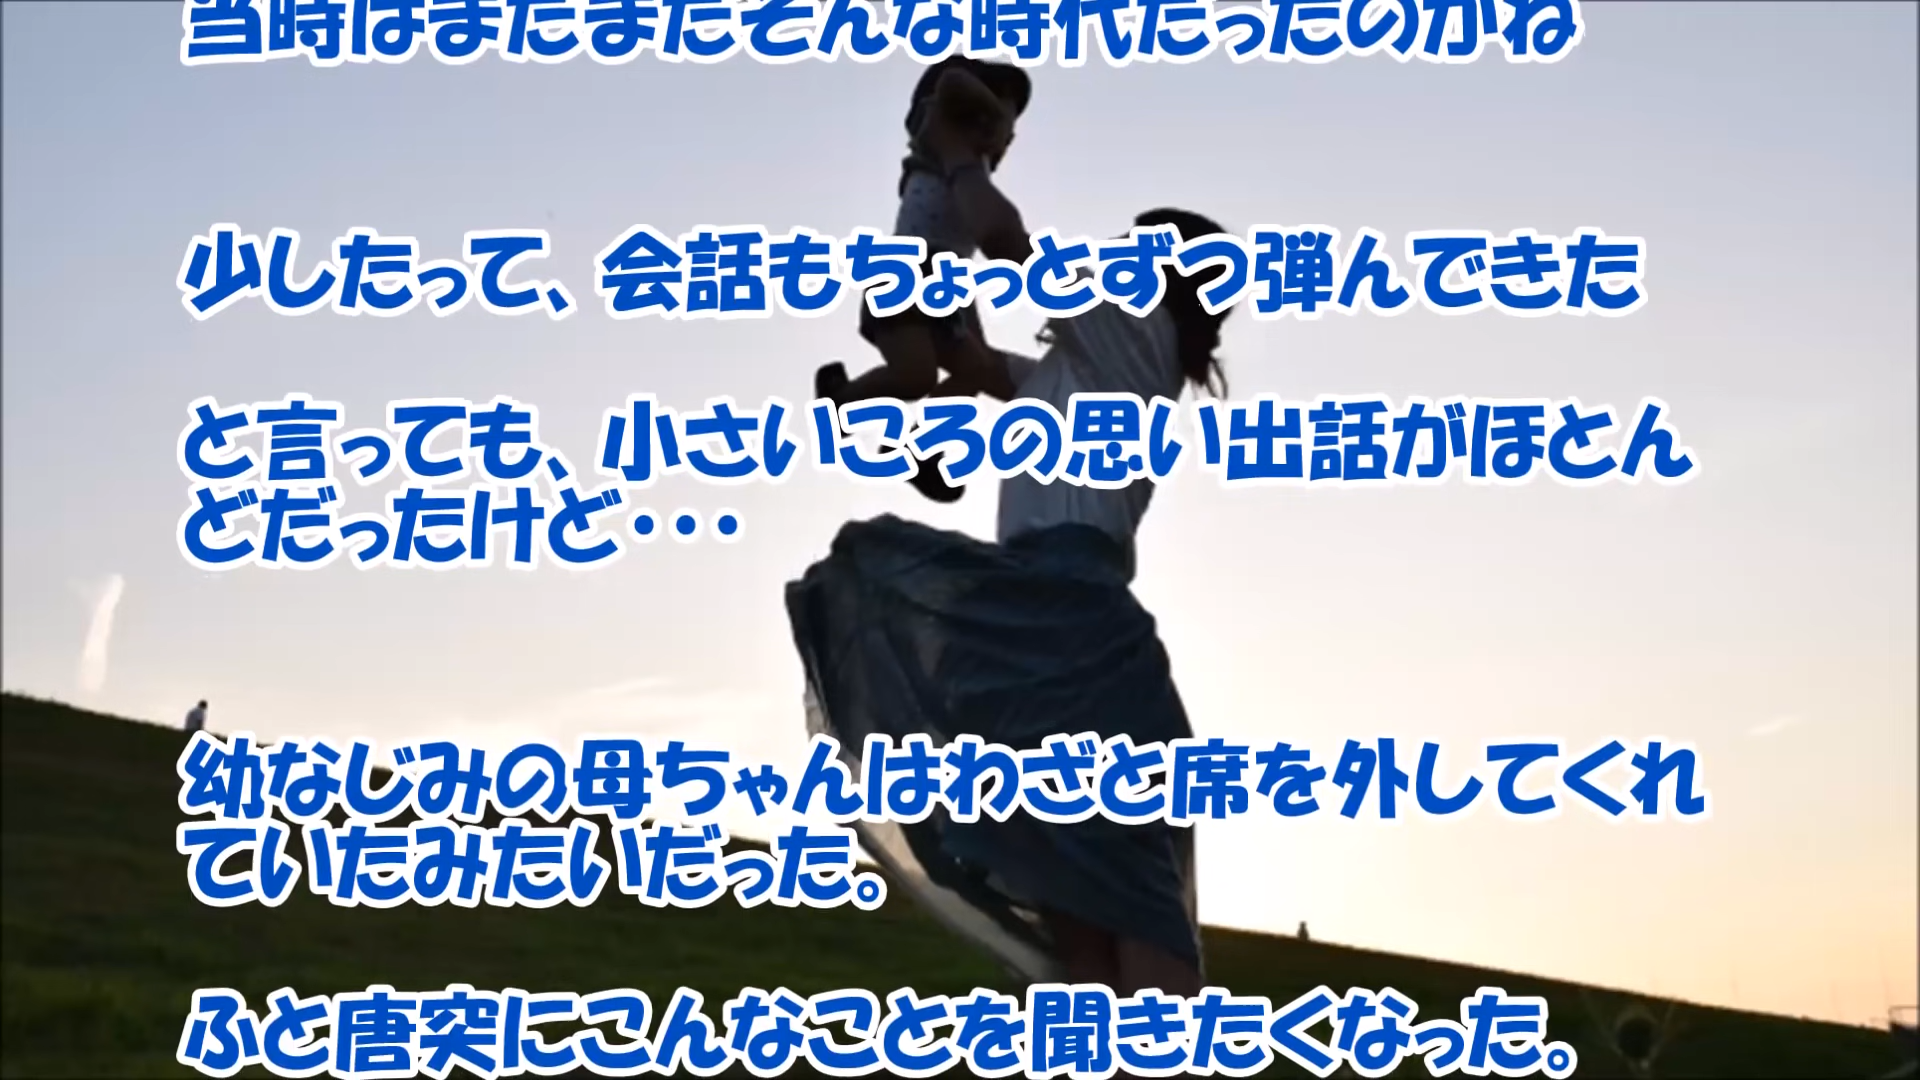 当時はまだまだそんな時代だったのかね
少したって、会話もちょっとずつ弾んできた
と言っても、小さいころの思い出話がほとん
どだったけど・・・
幼なじみの母ちゃんはわざと席を外してくれ
ていたみたいだった。
ふと唐突にこんなことを聞きたくなった。